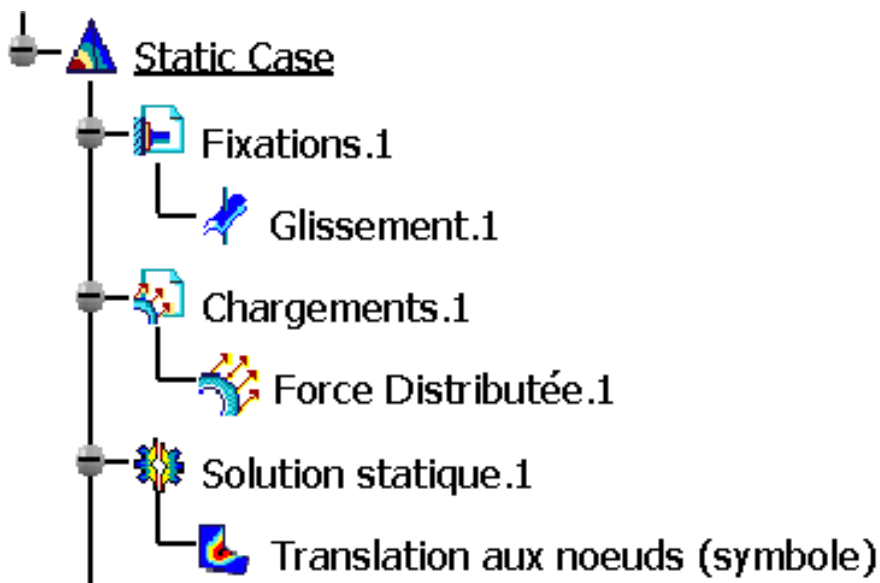 Static Case
Fixations.1
Glissement.1
Chargements.1
Force Distributée.1
Solution statique.1
Translation aux noeuds (symbole)